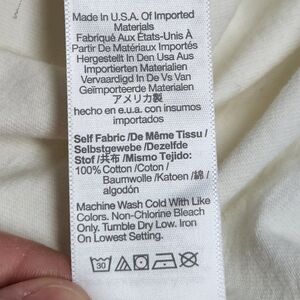 Made In U.S.A. Of Imported
Materials
Fabriqué Aux États-Unis À
Partir De Matériaux Importés
Hergestellt In Den Usa Aus
Importierten Materialien
Vervaardigd In De Vs Van
Geïmporteerde Materialen
アメリカ製
hecho en e.u.a. con insumos
importados
Self Fabric /De Même Tissu /
Selbstgewebe /Dezelfde
Stof /共布 /Mismo Tejido:
100% Cotton /Coton /
Baumwolle /Katoen /綿 /
algodón
Machine Wash Cold With Like
Colors. Non-Chlorine Bleach
Only. Tumble Dry Low. Iron
On Lowest Setting.
30